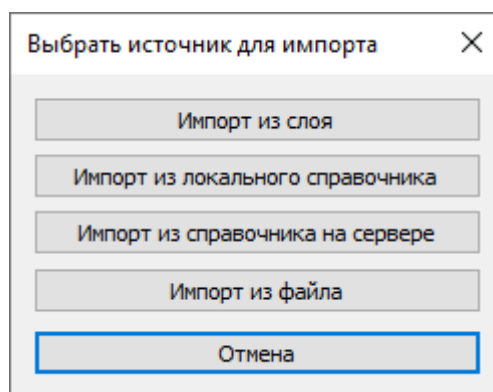 Выбрать источник для импорта
Импорт из слоя
Импорт из локального справочника
Импорт из справочника на сервере
Импорт из файла
Отмена